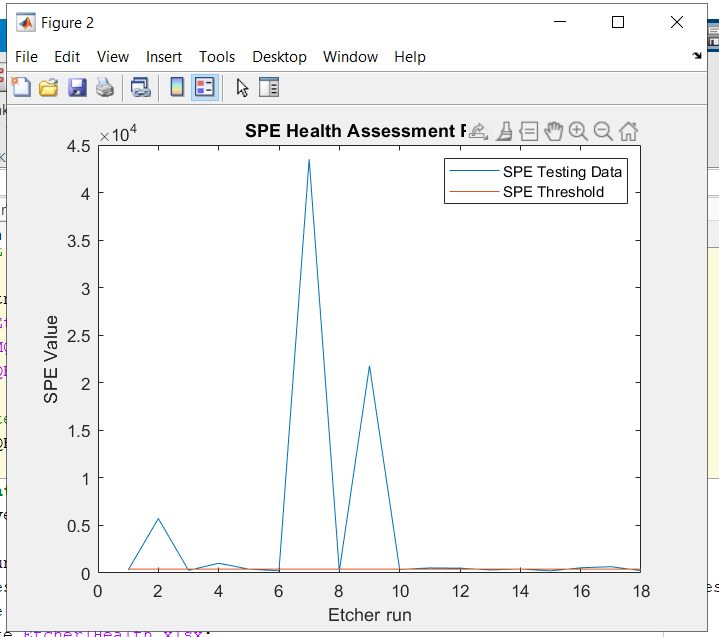 Figure 2
File Edit View Insert Tools Desktop Window Help
×10⁴
SPE Health Assessment
4.5
4
3.5
3
2.5
2
1.5
1
0.5
0
SPE Value
SPE Testing Data
SPE Threshold
0 2 4 6 8 10 12 14 16 18
Etcher run